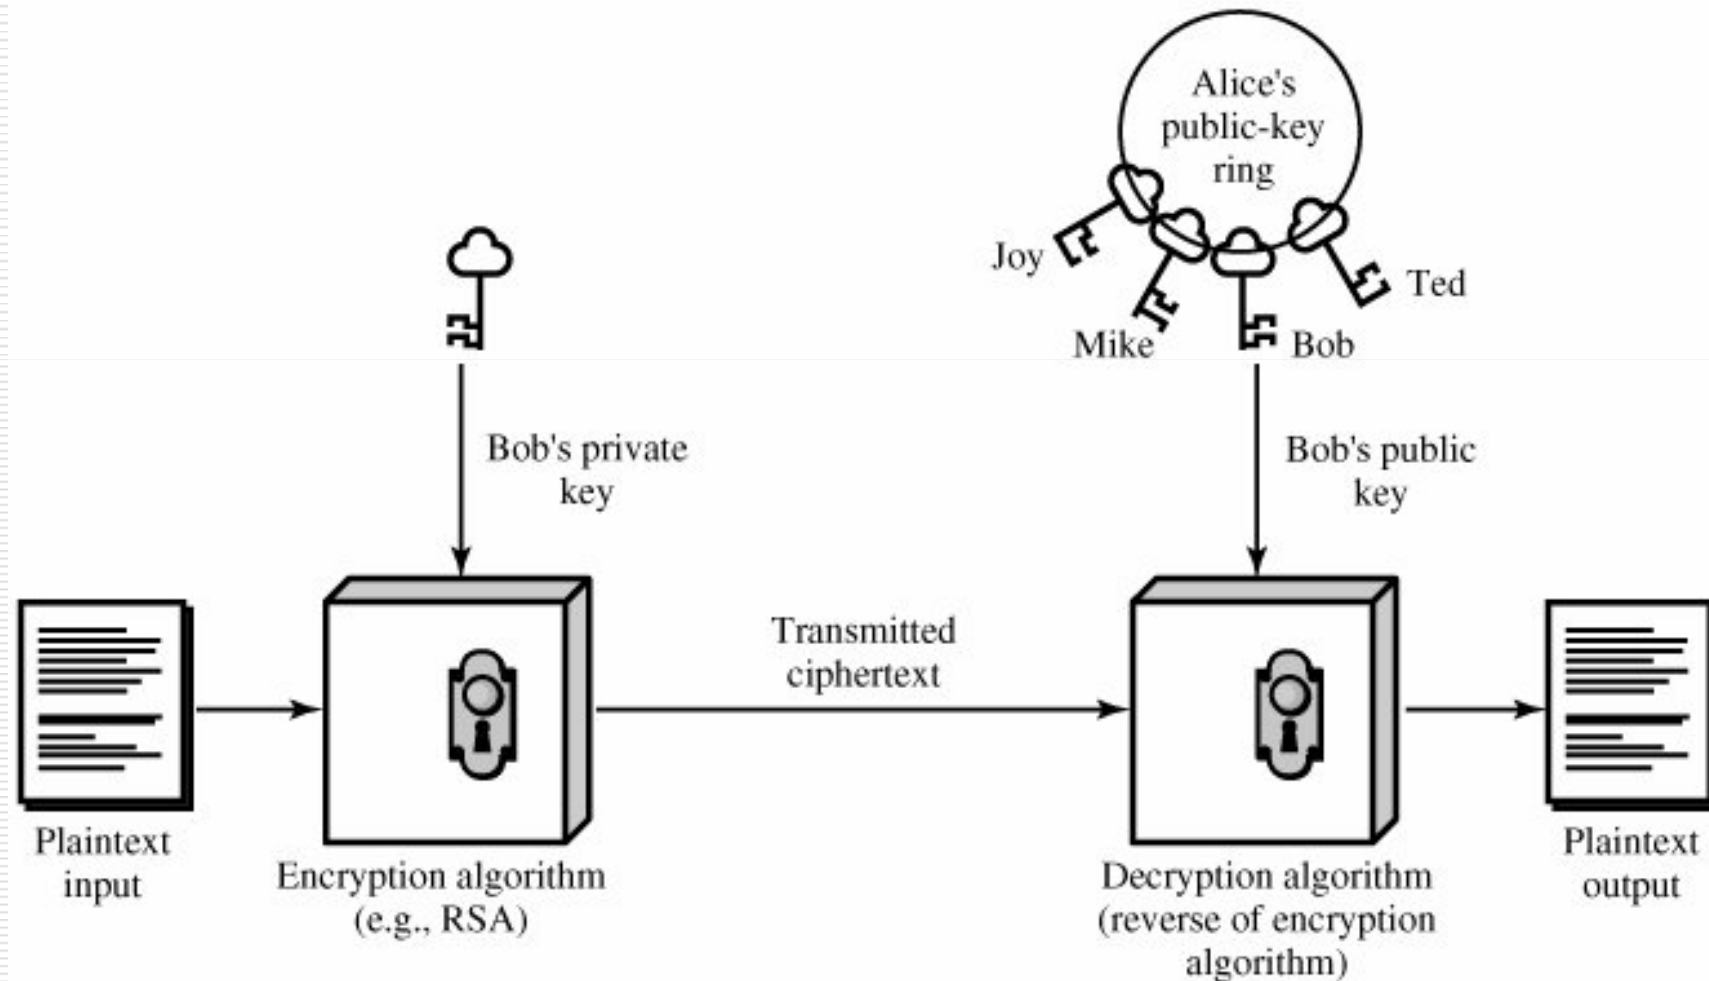 Alice's
public-key
ring
Joy
Mike
Bob
Ted
Bob's private
key
Bob's public
key
Transmitted
ciphertext
Plaintext
input
Encryption algorithm
(e.g., RSA)
Decryption algorithm
(reverse of encryption
algorithm)
Plaintext
output